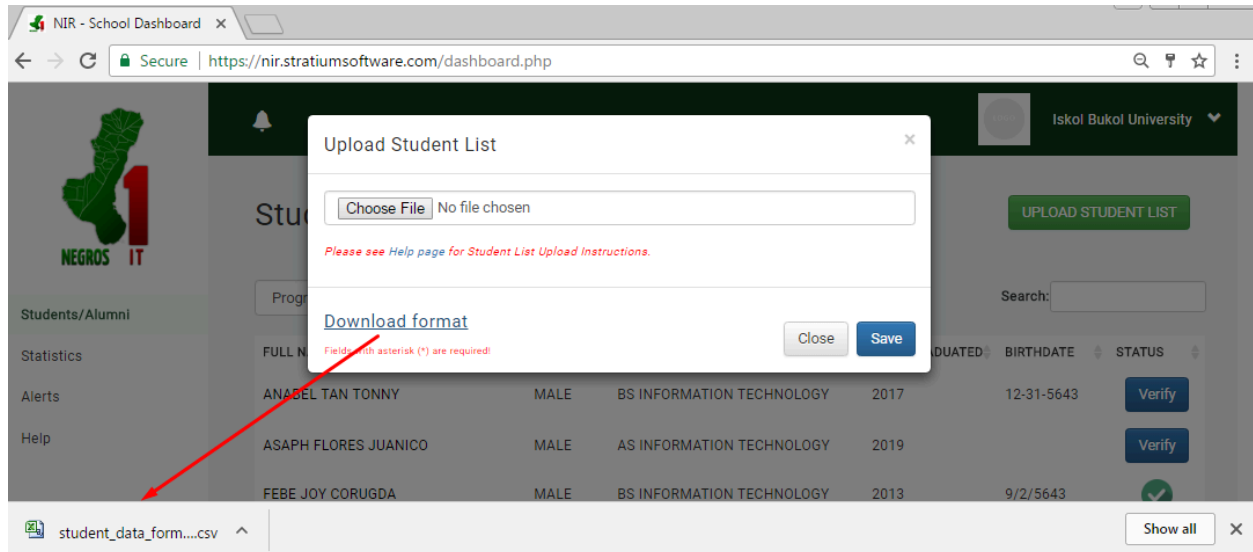 NIR - School Dashboard
Secure https://nir.stratiumsoftware.com/dashboard.php
NEGROS 1T
Iskol Bukol University
Upload Student List
Choose File No file chosen
Please see Help page for Student List Upload Instructions.
Download format
Fields with asterisk (*) are required!
Close Save
Stu
UPLOAD STUDENT LIST
Progr
Search:
Students/Alumni
Statistics
Alerts
Help
FULL N DUATED BIRTHDATE STATUS
ANABEL TAN TONNY MALE BS INFORMATION TECHNOLOGY 2017 12-31-5643 Verify
ASAPH FLORES JUANICO MALE AS INFORMATION TECHNOLOGY 2019 Verify
FEBE JOY CORUGDA MALE BS INFORMATION TECHNOLOGY 2013 9/2/5643
student_data_form....csv
Show all